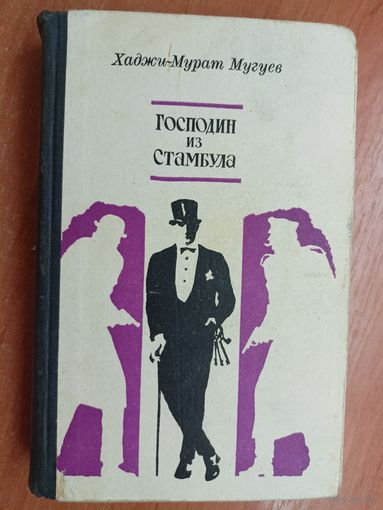 Хаджи-Мурат Мугуев
Господин
из
Стамбула